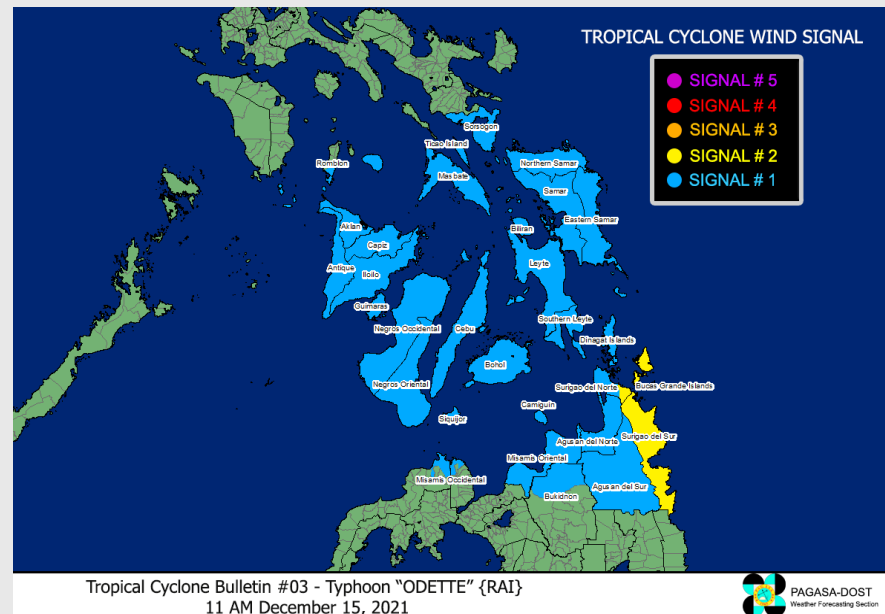 TROPICAL CYCLONE WIND SIGNAL
SIGNAL # 5
SIGNAL # 4
SIGNAL # 3
SIGNAL # 2
SIGNAL # 1
Sorsogon
Ticao Island
Romblon
Masbate
Northern Samar
Samar
Eastern Samar
Aklan
Capiz
Biliran
Antique
Iloilo
Leyte
Guimaras
Negros Occidental
Cebu
Southern Leyte
Dinagat Islands
Bohol
Negros Oriental
Surigao del Norte
Bucas Grande Islands
Camiguin
Siquijor
Agusan del Norte
Surigao del Sur
Misamis Oriental
Misamis Occidental
Agusan del Sur
Bukidnon
Tropical Cyclone Bulletin #03 - Typhoon “ODETTE” {RAI}
11 AM December 15, 2021
PAGASA-DOST
Weather Forecasting Section